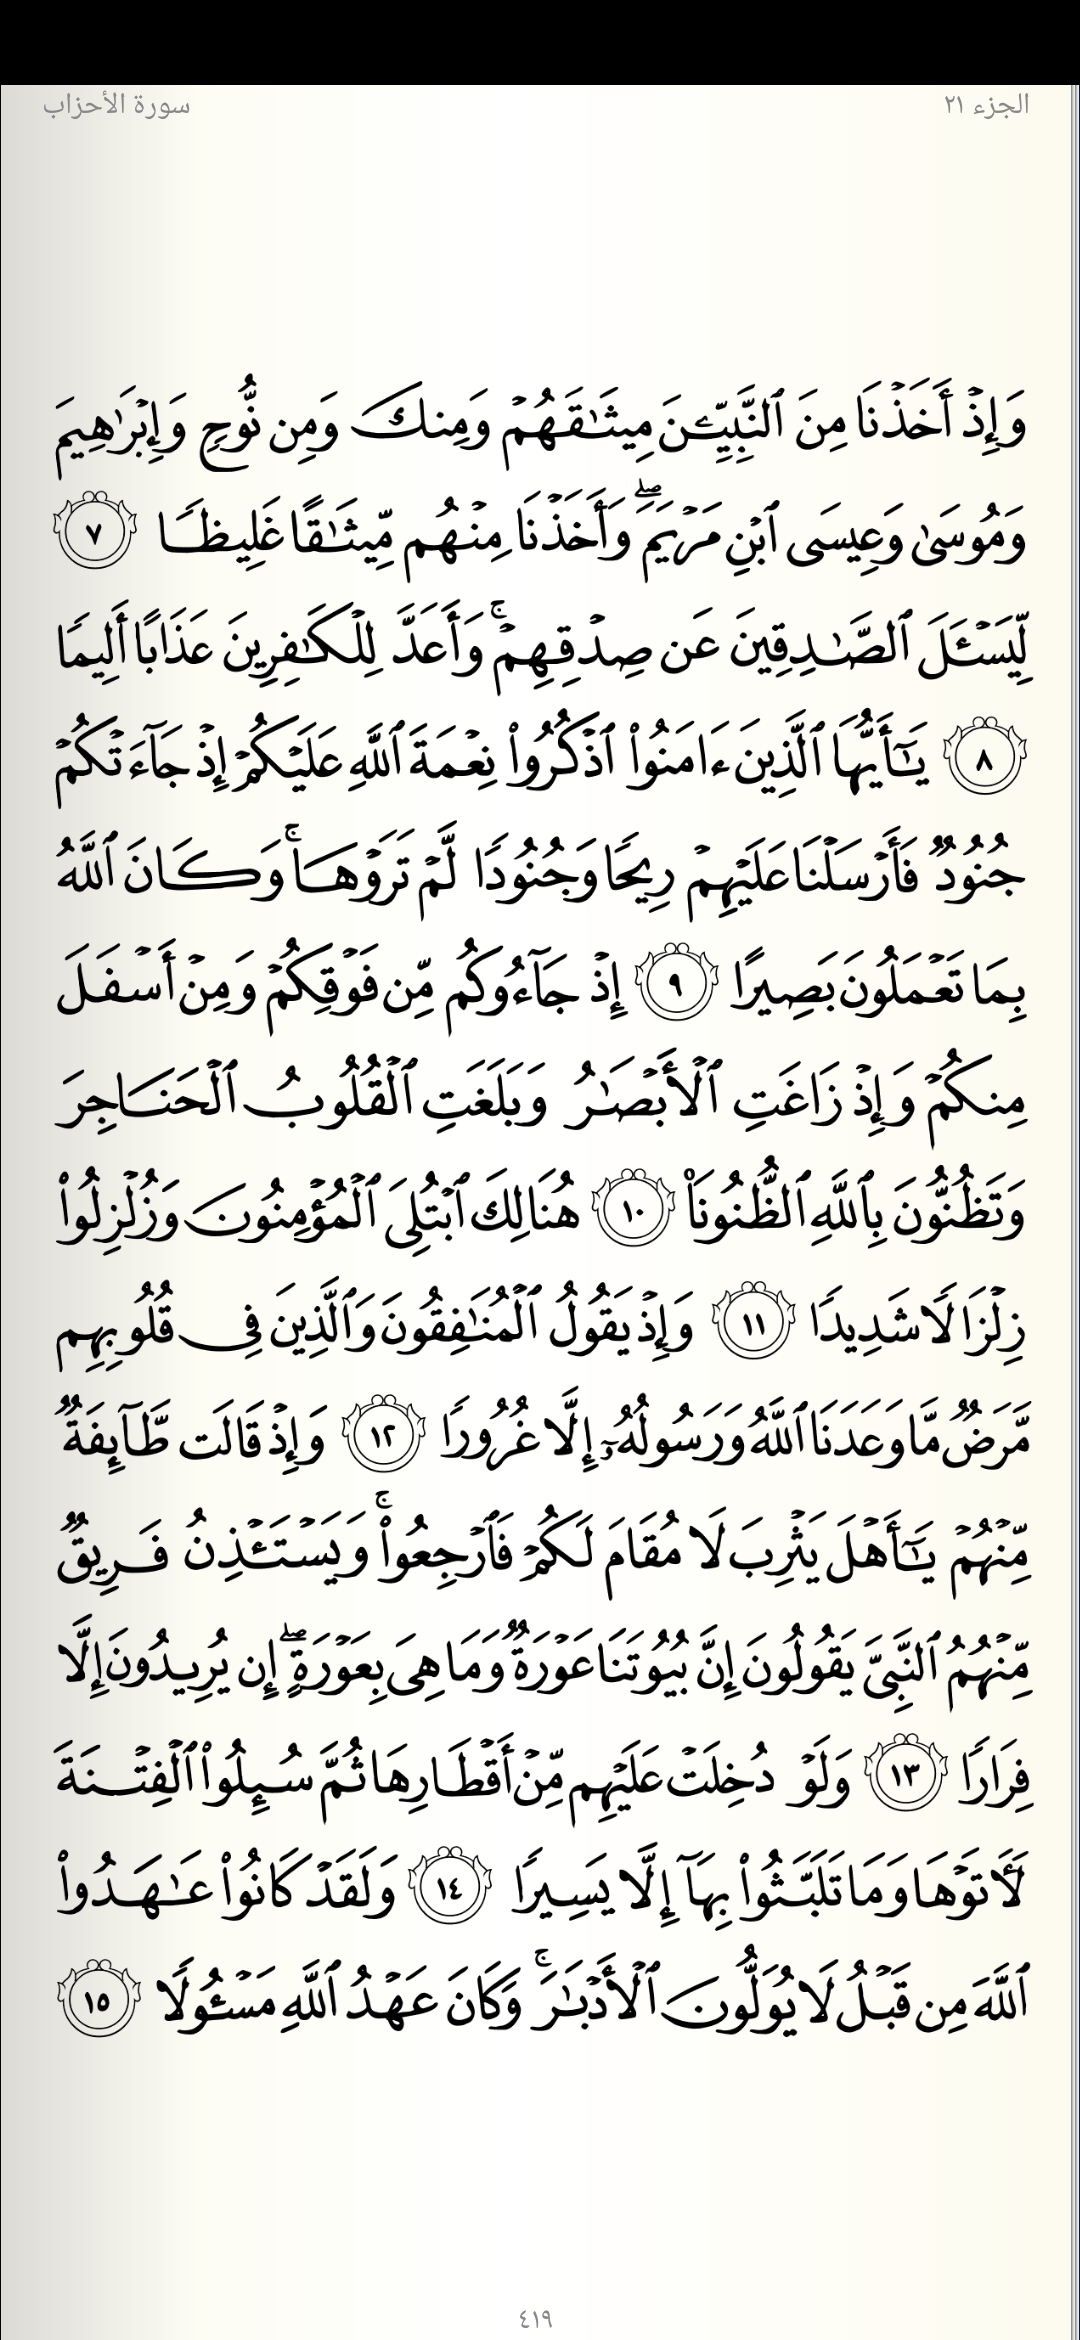 الجزء ٢١
سورة الأحزاب
وَإِذْ أَخَذْنَا مِنَ ٱلنَّبِيِّـۧنَ مِيثَٰقَهُمْ وَمِنكَ وَمِن نُّوحٍ وَإِبْرَٰهِيمَ
وَمُوسَىٰ وَعِيسَى ٱبْنِ مَرْيَمَ ۖ وَأَخَذْنَا مِنْهُم مِّيثَٰقًا غَلِيظًا ٧
لِّيَسْـَٔلَ ٱلصَّٰدِقِينَ عَن صِدْقِهِمْ ۚ وَأَعَدَّ لِلْكَٰفِرِينَ عَذَابًا أَلِيمًا
٨ يَٰٓأَيُّهَا ٱلَّذِينَ ءَامَنُوا۟ ٱذْكُرُوا۟ نِعْمَةَ ٱللَّهِ عَلَيْكُمْ إِذْ جَآءَتْكُمْ
جُنُودٌ فَأَرْسَلْنَا عَلَيْهِمْ رِيحًا وَجُنُودًا لَّمْ تَرَوْهَا ۚ وَكَانَ ٱللَّهُ
بِمَا تَعْمَلُونَ بَصِيرًا ٩ إِذْ جَآءُوكُم مِّن فَوْقِكُمْ وَمِنْ أَسْفَلَ
مِنكُمْ وَإِذْ زَاغَتِ ٱلْأَبْصَٰرُ وَبَلَغَتِ ٱلْقُلُوبُ ٱلْحَنَاجِرَ
وَتَظُنُّونَ بِٱللَّهِ ٱلظُّنُونَا۠ ١٠ هُنَالِكَ ٱبْتُلِىَ ٱلْمُؤْمِنُونَ وَزُلْزِلُوا۟
زِلْزَالًا شَدِيدًا ١١ وَإِذْ يَقُولُ ٱلْمُنَٰفِقُونَ وَٱلَّذِينَ فِى قُلُوبِهِم
مَّرَضٌ مَّا وَعَدَنَا ٱللَّهُ وَرَسُولُهُۥٓ إِلَّا غُرُورًا ١٢ وَإِذْ قَالَت طَّآئِفَةٌ
مِّنْهُمْ يَٰٓأَهْلَ يَثْرِبَ لَا مُقَامَ لَكُمْ فَٱرْجِعُوا۟ ۚ وَيَسْتَـْٔذِنُ فَرِيقٌ
مِّنْهُمُ ٱلنَّبِىَّ يَقُولُونَ إِنَّ بُيُوتَنَا عَوْرَةٌ وَمَا هِىَ بِعَوْرَةٍ ۖ إِن يُرِيدُونَ إِلَّا
فِرَارًا ١٣ وَلَوْ دُخِلَتْ عَلَيْهِم مِّنْ أَقْطَارِهَا ثُمَّ سُئِلُوا۟ ٱلْفِتْنَةَ
لَـَٔاتَوْهَا وَمَا تَلَبَّثُوا۟ بِهَآ إِلَّا يَسِيرًا ١٤ وَلَقَدْ كَانُوا۟ عَٰهَدُوا۟
ٱللَّهَ مِن قَبْلُ لَا يُوَلُّونَ ٱلْأَدْبَٰرَ ۚ وَكَانَ عَهْدُ ٱللَّهِ مَسْـُٔولًا ١٥
٤١٩